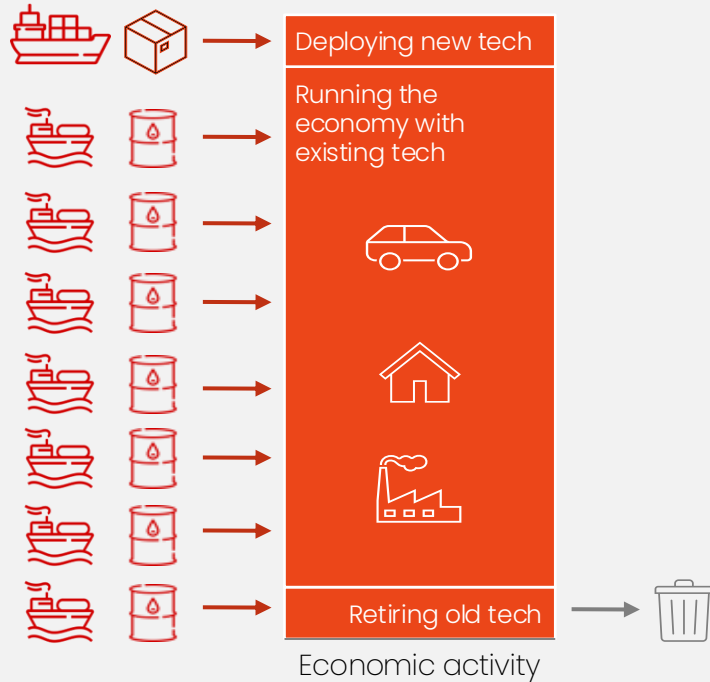 Deploying new tech
Running the
economy with
existing tech
Retiring old tech
Economic activity